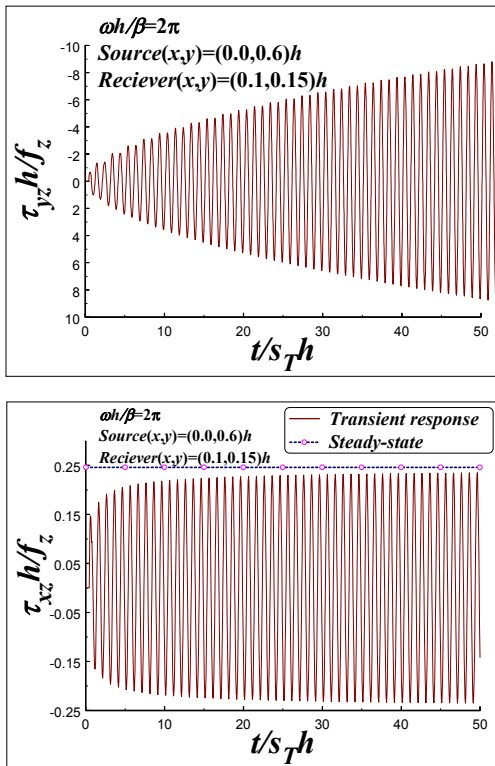 ωh/β=2π
Source(x,y)=(0.0,0.6)h
Reciever(x,y)=(0.1,0.15)h
-10
-8
-6
-4
-2
0
2
4
6
8
10
τyzh/fz
0 10 20 30 40 50
t/sTh
ωh/β=2π
Source(x,y)=(0.0,0.6)h
Reciever(x,y)=(0.1,0.15)h
Transient response
Steady-state
0.25
0.15
0.05
-0.05
-0.15
-0.25
τxzh/fz
0 10 20 30 40 50
t/sTh